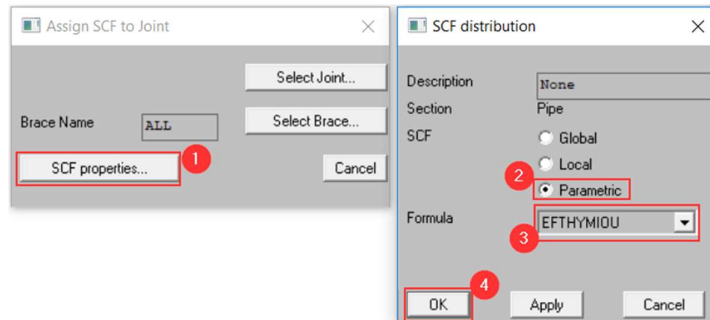 Assign SCF to Joint
Select Joint...
Brace Name ALL Select Brace...
SCF properties... 1 Cancel
SCF distribution
Description None
Section Pipe
SCF Global
Local
2 Parametric
Formula EFTHYMIOU
3
4
OK Apply Cancel